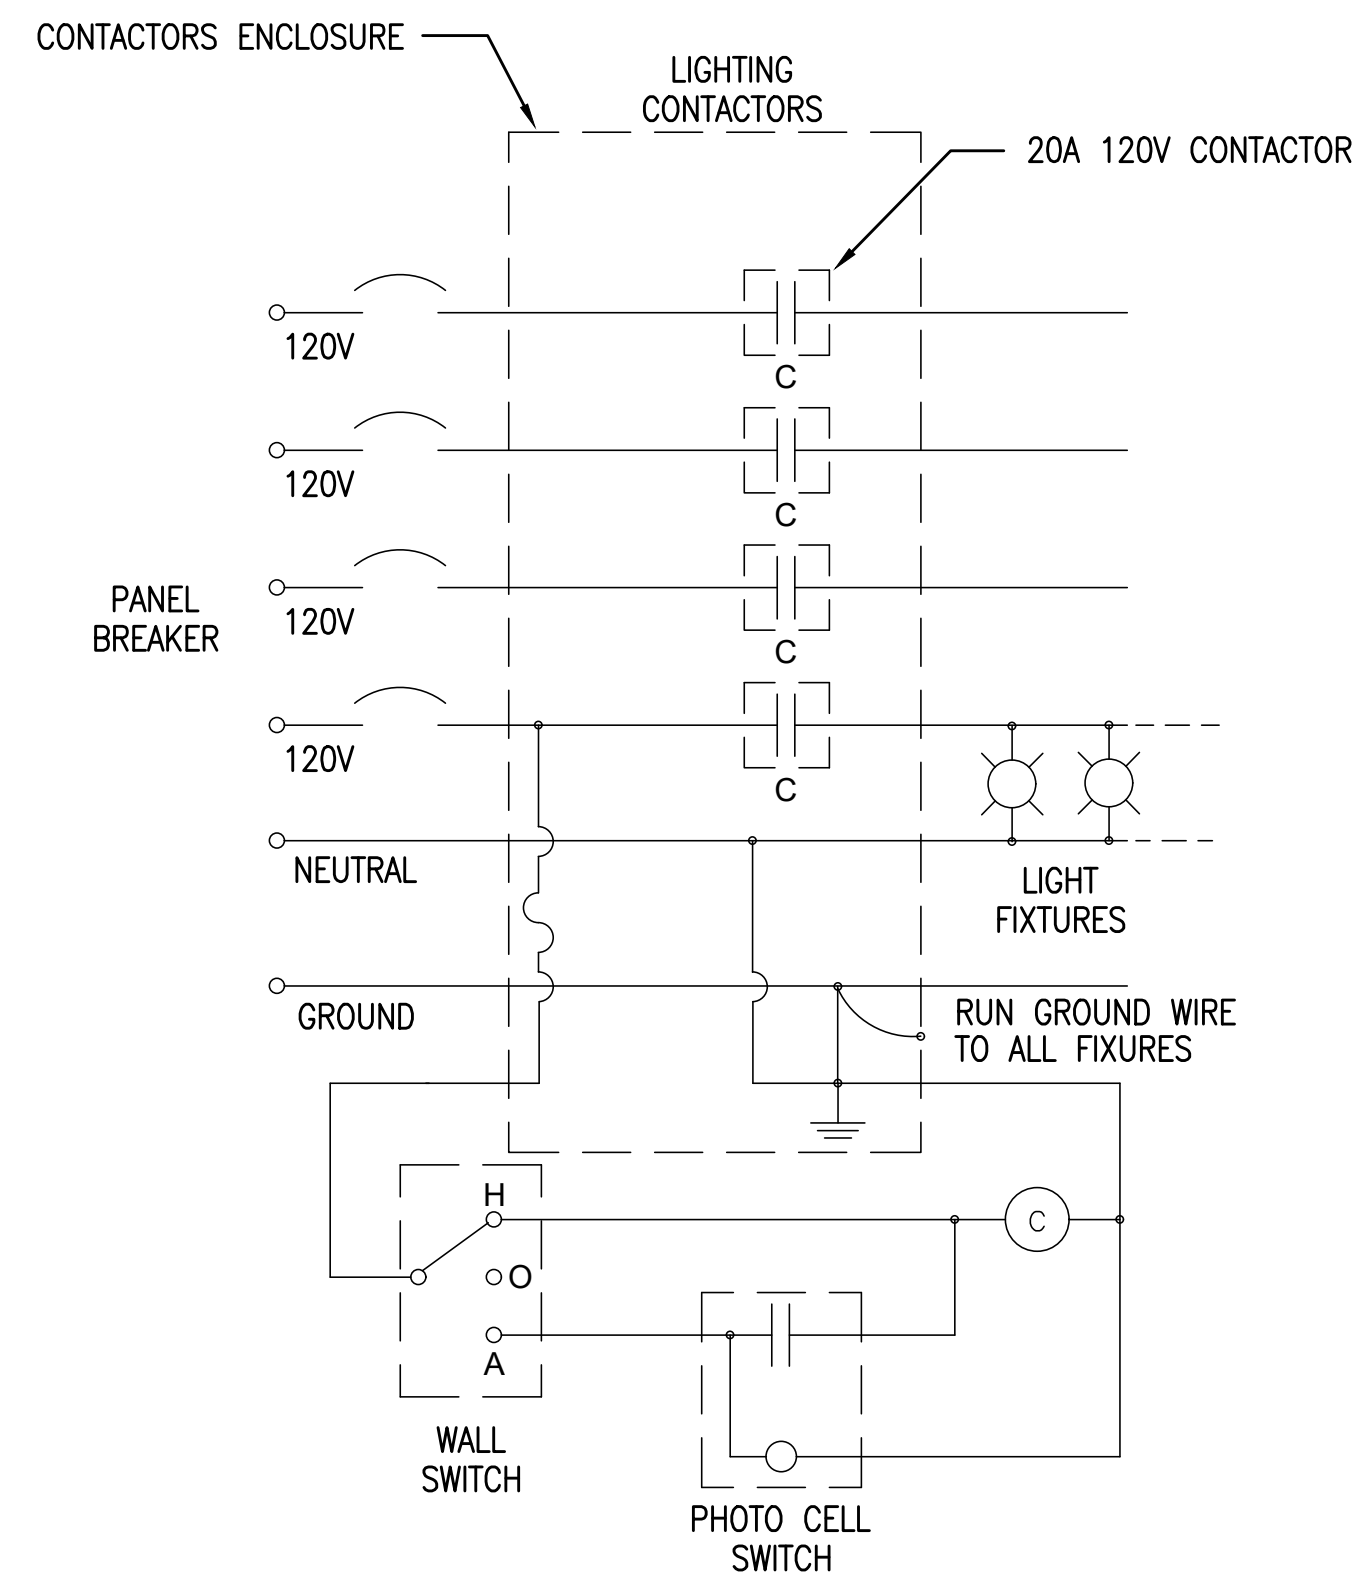 CONTACTORS ENCLOSURE
LIGHTING
CONTACTORS
20A 120V CONTACTOR
120V
C
120V
C
PANEL
BREAKER
120V
C
120V
C
NEUTRAL
LIGHT
FIXTURES
GROUND
RUN GROUND WIRE
TO ALL FIXURES
H
C
O
A
WALL
SWITCH
PHOTO CELL
SWITCH